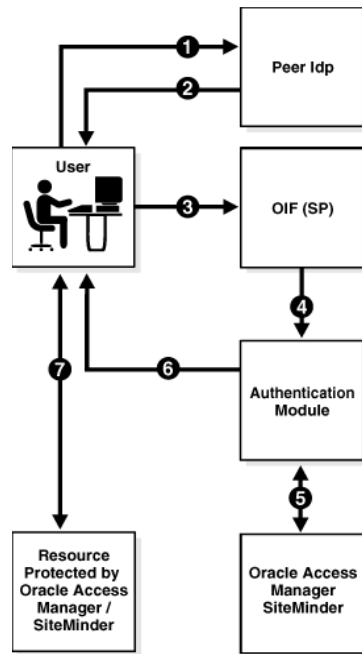 1
Peer Idp
2
User
3
OIF (SP)
4
6
Authentication
Module
7
5
Resource
Protected by
Oracle Access
Manager /
SiteMinder
Oracle Access
Manager
SiteMinder